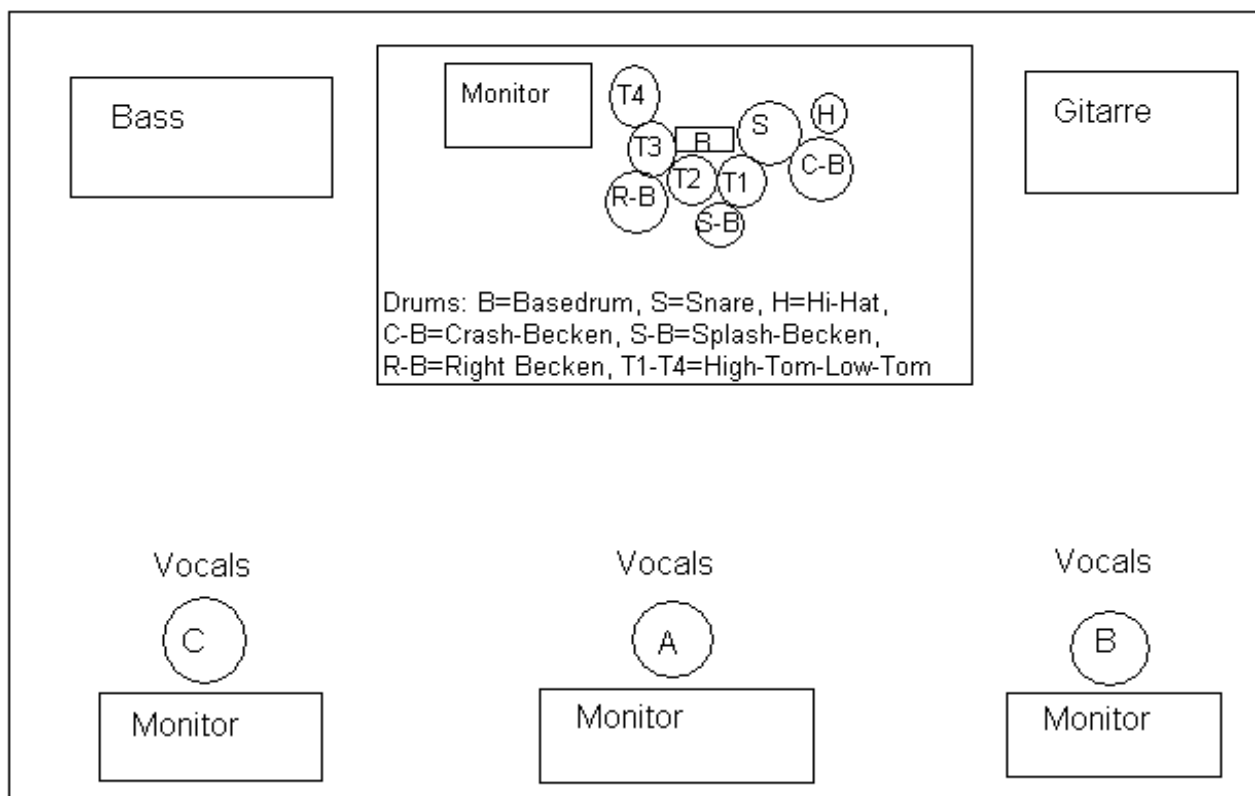 Bass
Monitor
Gitarre
T4
H
S
B
T3
C-B
T2
T1
R-B
S-B
Drums: B=Basedrum, S=Snare, H=Hi-Hat,
C-B=Crash-Becken, S-B=Splash-Becken,
R-B=Right Becken, T1-T4=High-Tom-Low-Tom
Vocals
Vocals
Vocals
C
A
B
Monitor
Monitor
Monitor